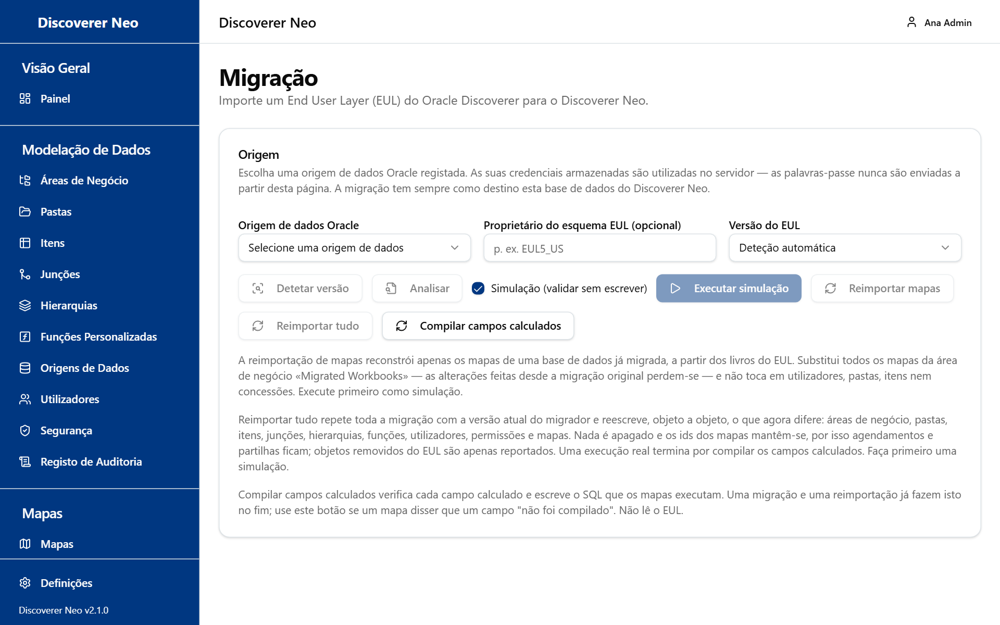 Discoverer Neo
Visão Geral
Painel
Modelação de Dados
Áreas de Negócio
Pastas
Itens
Junções
Hierarquias
Funções Personalizadas
Origens de Dados
Utilizadores
Segurança
Registo de Auditoria
Mapas
Mapas
Definições
Discoverer Neo v2.1.0
Discoverer Neo
Ana Admin
Migração
Importe um End User Layer (EUL) do Oracle Discoverer para o Discoverer Neo.
Origem
Escolha uma origem de dados Oracle registada. As suas credenciais armazenadas são utilizadas no servidor — as palavras-passe nunca são enviadas a
partir desta página. A migração tem sempre como destino esta base de dados do Discoverer Neo.
Origem de dados Oracle
Selecione uma origem de dados
Proprietário do esquema EUL (opcional)
p. ex. EUL5_US
Versão do EUL
Deteção automática
Detetar versão
Analisar
Simulação (validar sem escrever)
Executar simulação
Reimportar mapas
Reimportar tudo
Compilar campos calculados
A reimportação de mapas reconstrói apenas os mapas de uma base de dados já migrada, a partir dos livros do EUL. Substitui todos os mapas da área
de negócio «Migrated Workbooks» — as alterações feitas desde a migração original perdem-se — e não toca em utilizadores, pastas, itens nem
concessões. Execute primeiro como simulação.
Reimportar tudo repete toda a migração com a versão atual do migrador e reescreve, objeto a objeto, o que agora difere: áreas de negócio, pastas,
itens, junções, hierarquias, funções, utilizadores, permissões e mapas. Nada é apagado e os ids dos mapas mantêm-se, por isso agendamentos e
partilhas ficam; objetos removidos do EUL são apenas reportados. Uma execução real termina por compilar os campos calculados. Faça primeiro uma
simulação.
Compilar campos calculados verifica cada campo calculado e escreve o SQL que os mapas executam. Uma migração e uma reimportação já fazem isto
no fim; use este botão se um mapa disser que um campo "não foi compilado". Não lê o EUL.